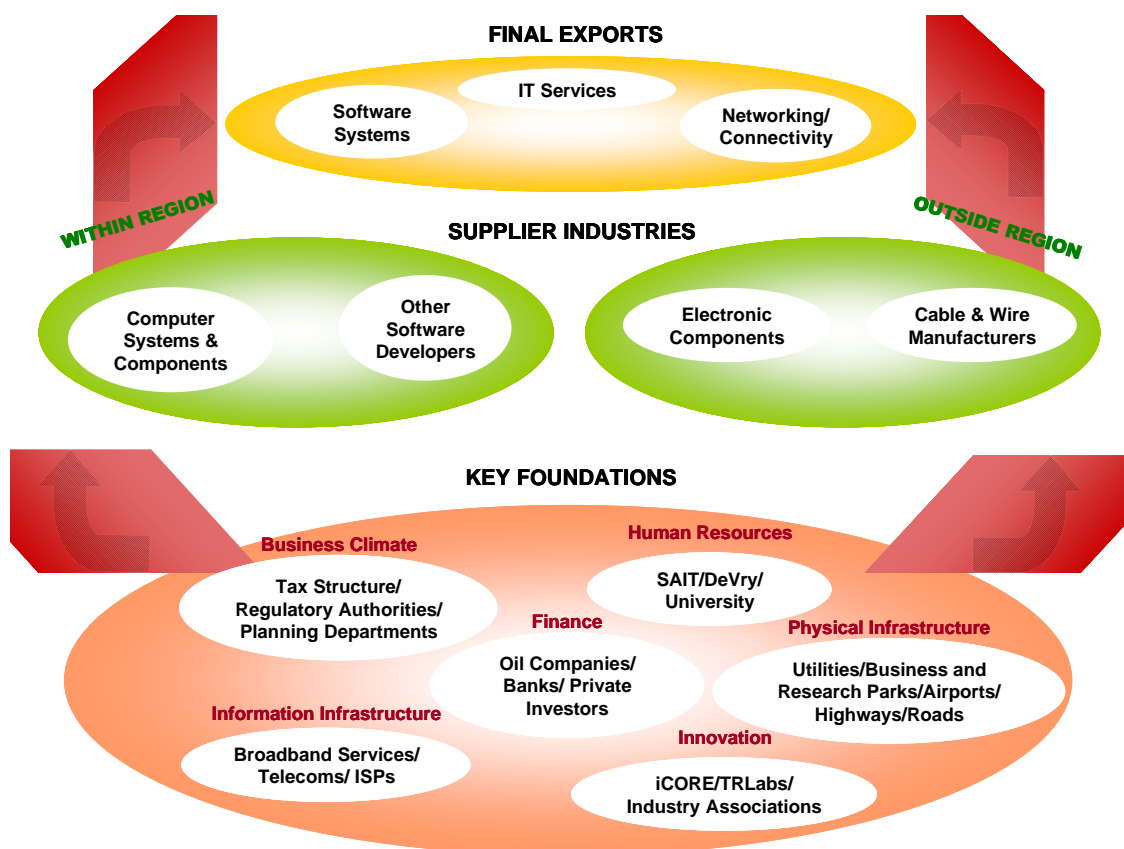 FINAL EXPORTS
IT Services
Software
Systems
Networking/
Connectivity
WITHIN REGION
OUTSIDE REGION
SUPPLIER INDUSTRIES
Computer
Systems &
Components
Other
Software
Developers
Electronic
Components
Cable & Wire
Manufacturers
KEY FOUNDATIONS
Business Climate
Tax Structure/
Regulatory Authorities/
Planning Departments
Human Resources
SAIT/DeVry/
University
Finance
Oil Companies/
Banks/ Private
Investors
Physical Infrastructure
Utilities/Business and
Research Parks/Airports/
Highways/Roads
Information Infrastructure
Broadband Services/
Telecoms/ ISPs
Innovation
iCORE/TRLabs/
Industry Associations